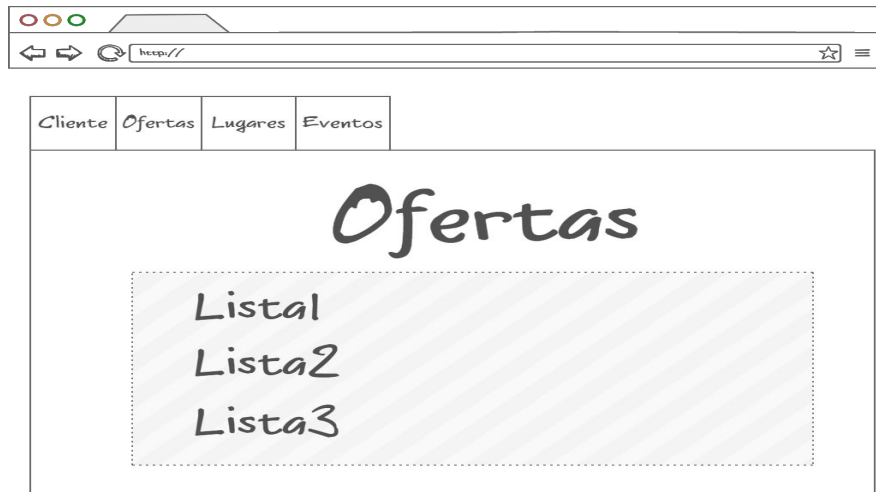 http://
Cliente Ofertas Lugares Eventos
Ofertas
Lista1
Lista2
Lista3